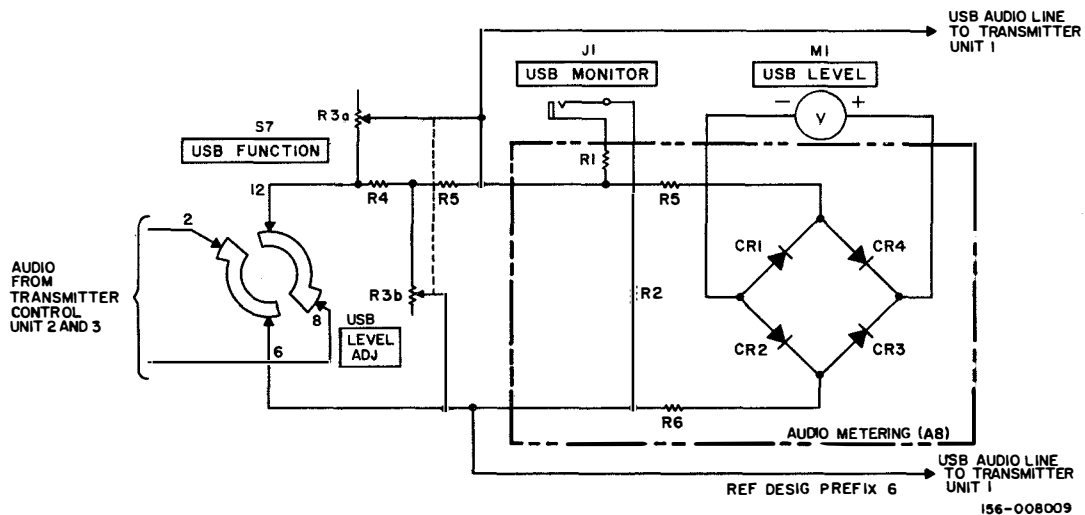 USB AUDIO LINE
TO TRANSMITTER
UNIT 1
J1
USB MONITOR
M1
USB LEVEL
− +
V
R3a
S7
USB FUNCTION
R1
12
R4
R5
R5
2
CR1
CR4
AUDIO
FROM
TRANSMITTER
CONTROL
UNIT 2 AND 3
R3b
R2
8
USB
LEVEL
ADJ
6
CR2
CR3
R6
AUDIO METERING (A8)
USB AUDIO LINE
TO TRANSMITTER
UNIT 1
REF DESIG PREFIX 6
156-008009